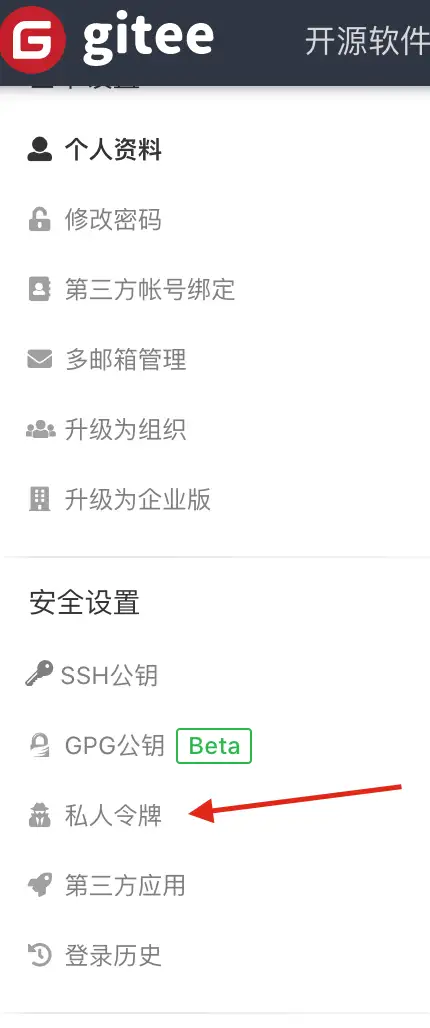 gitee 开源软件
个人资料
修改密码
第三方帐号绑定
多邮箱管理
升级为组织
升级为企业版
安全设置
SSH公钥
GPG公钥 Beta
私人令牌
第三方应用
登录历史